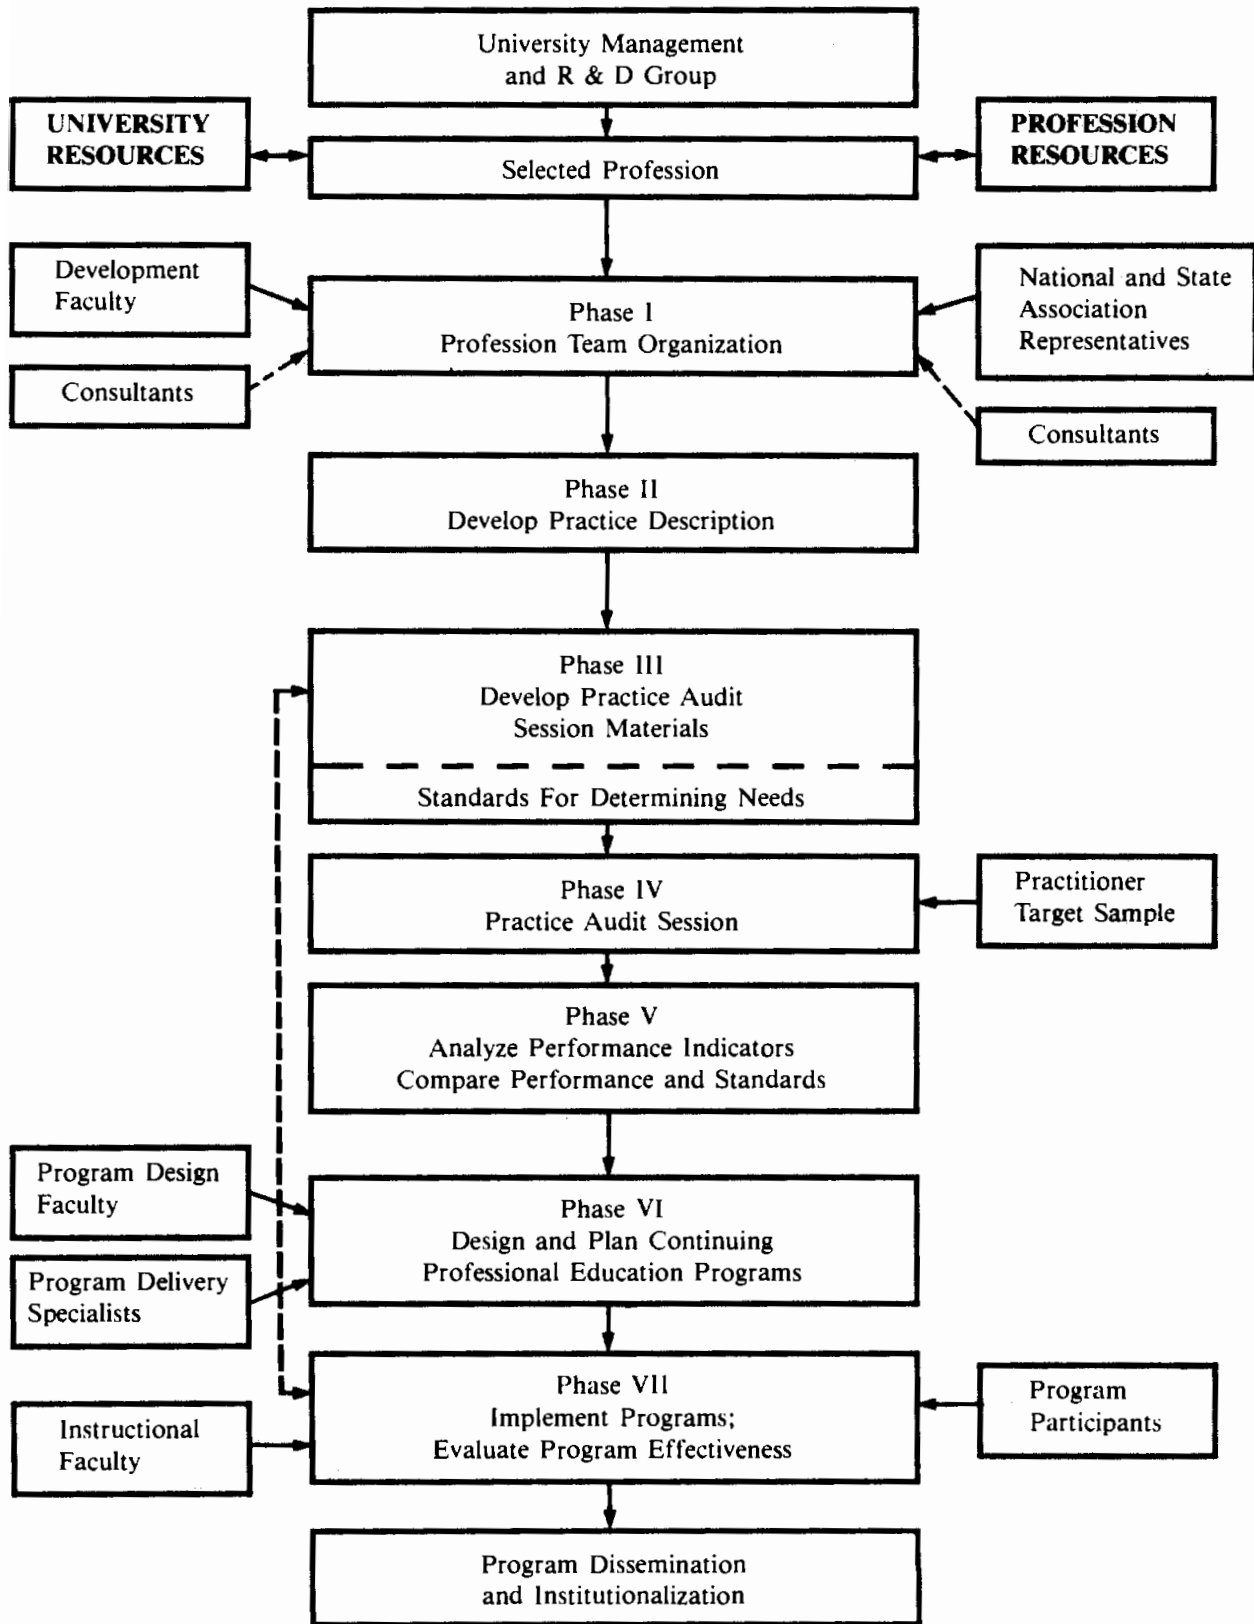 University Management
and R & D Group
UNIVERSITY
RESOURCES
PROFESSION
RESOURCES
Selected Profession
Development
Faculty
National and State
Association
Representatives
Phase I
Profession Team Organization
Consultants
Consultants
Phase II
Develop Practice Description
Phase III
Develop Practice Audit
Session Materials
Standards For Determining Needs
Phase IV
Practice Audit Session
Practitioner
Target Sample
Phase V
Analyze Performance Indicators
Compare Performance and Standards
Program Design
Faculty
Phase VI
Design and Plan Continuing
Professional Education Programs
Program Delivery
Specialists
Phase VII
Implement Programs;
Evaluate Program Effectiveness
Program
Participants
Instructional
Faculty
Program Dissemination
and Institutionalization